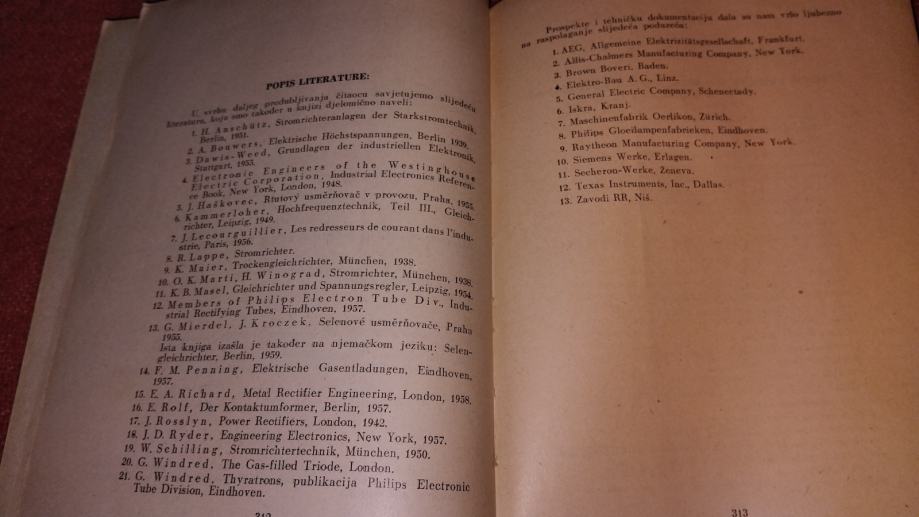 POPIS LITERATURE:
U svrhu daljeg produbljivanja čitaocu savjetujemo slijedeću
literaturu, koju smo također u knjizi djelomično naveli:
1. H. Anschütz, Stromrichteranlagen der Starkstromtechnik,
Berlin, 1951.
2. A. Bouwers, Elektrische Höchstspannungen, Berlin 1939.
3. Dawis-Weed, Grundlagen der industriellen Elektronik,
Stuttgart, 1955.
4. Electronic Engineers of the Westinghouse
Electric Corporation, Industrial Electronics Referen-
ce Book, New York, London, 1948.
5. J. Haškovec, Rtutový usměrňovač v provozu, Praha, 1955.
6. Kammerloher, Hochfrequenztechnik, Teil III., Gleich-
richter, Leipzig, 1949.
7. J. Lecourguillier, Les redresseurs de courant dans l'indu-
strie, Paris, 1956.
8. R. Lappe, Stromrichter.
9. K. Maier, Trockengleichrichter, München, 1938.
10. O. K. Marti, H. Winograd, Stromrichter, München, 1938.
11. K. B. Masel, Gleichrichter und Spannungsregler, Leipzig, 1954.
12. Members of Philips Electron Tube Div., Indu-
strial Rectifying Tubes, Eindhoven, 1957.
13. G. Mierdel, J. Kroczek, Selenové usměrňovače, Praha
1955.
Ista knjiga izašla je također na njemačkom jeziku: Selen-
gleichrichter, Berlin, 1959.
14. F. M. Penning, Elektrische Gasentladungen, Eindhoven,
1957.
15. E. A. Richard, Metal Rectifier Engineering, London, 1958.
16. E. Rolf, Der Kontaktumformer, Berlin, 1957.
17. J. Rosslyn, Power Rectifiers, London, 1942.
18. J. D. Ryder, Engineering Electronics, New York, 1957.
19. W. Schilling, Stromrichtertechnik, München, 1950.
20. G. Windred, The Gas-filled Triode, London.
21. G. Windred, Thyratrons, publikacija Philips Electronic
Tube Division, Eindhoven.
312
Prospekte i tehničku dokumentaciju dala su nam vrlo ljubezno
na raspolaganje slijedeća poduzeća:
1. AEG, Allgemeine Elektrizitätsgesellschaft, Frankfurt.
2. Allis-Chalmers Manufacturing Company, New York.
3. Brown Boveri, Baden.
4. Elektro-Bau A. G., Linz.
5. General Electric Company, Schenectady.
6. Iskra, Kranj.
7. Maschinenfabrik Oerlikon, Zürich.
8. Philips Gloeilampenfabrieken, Eindhoven.
9. Raytheon Manufacturing Company, New York.
10. Siemens Werke, Erlagen.
11. Secheron-Werke, Zeneva.
12. Texas Instruments, Inc., Dallas.
13. Zavodi RR, Niš.
313